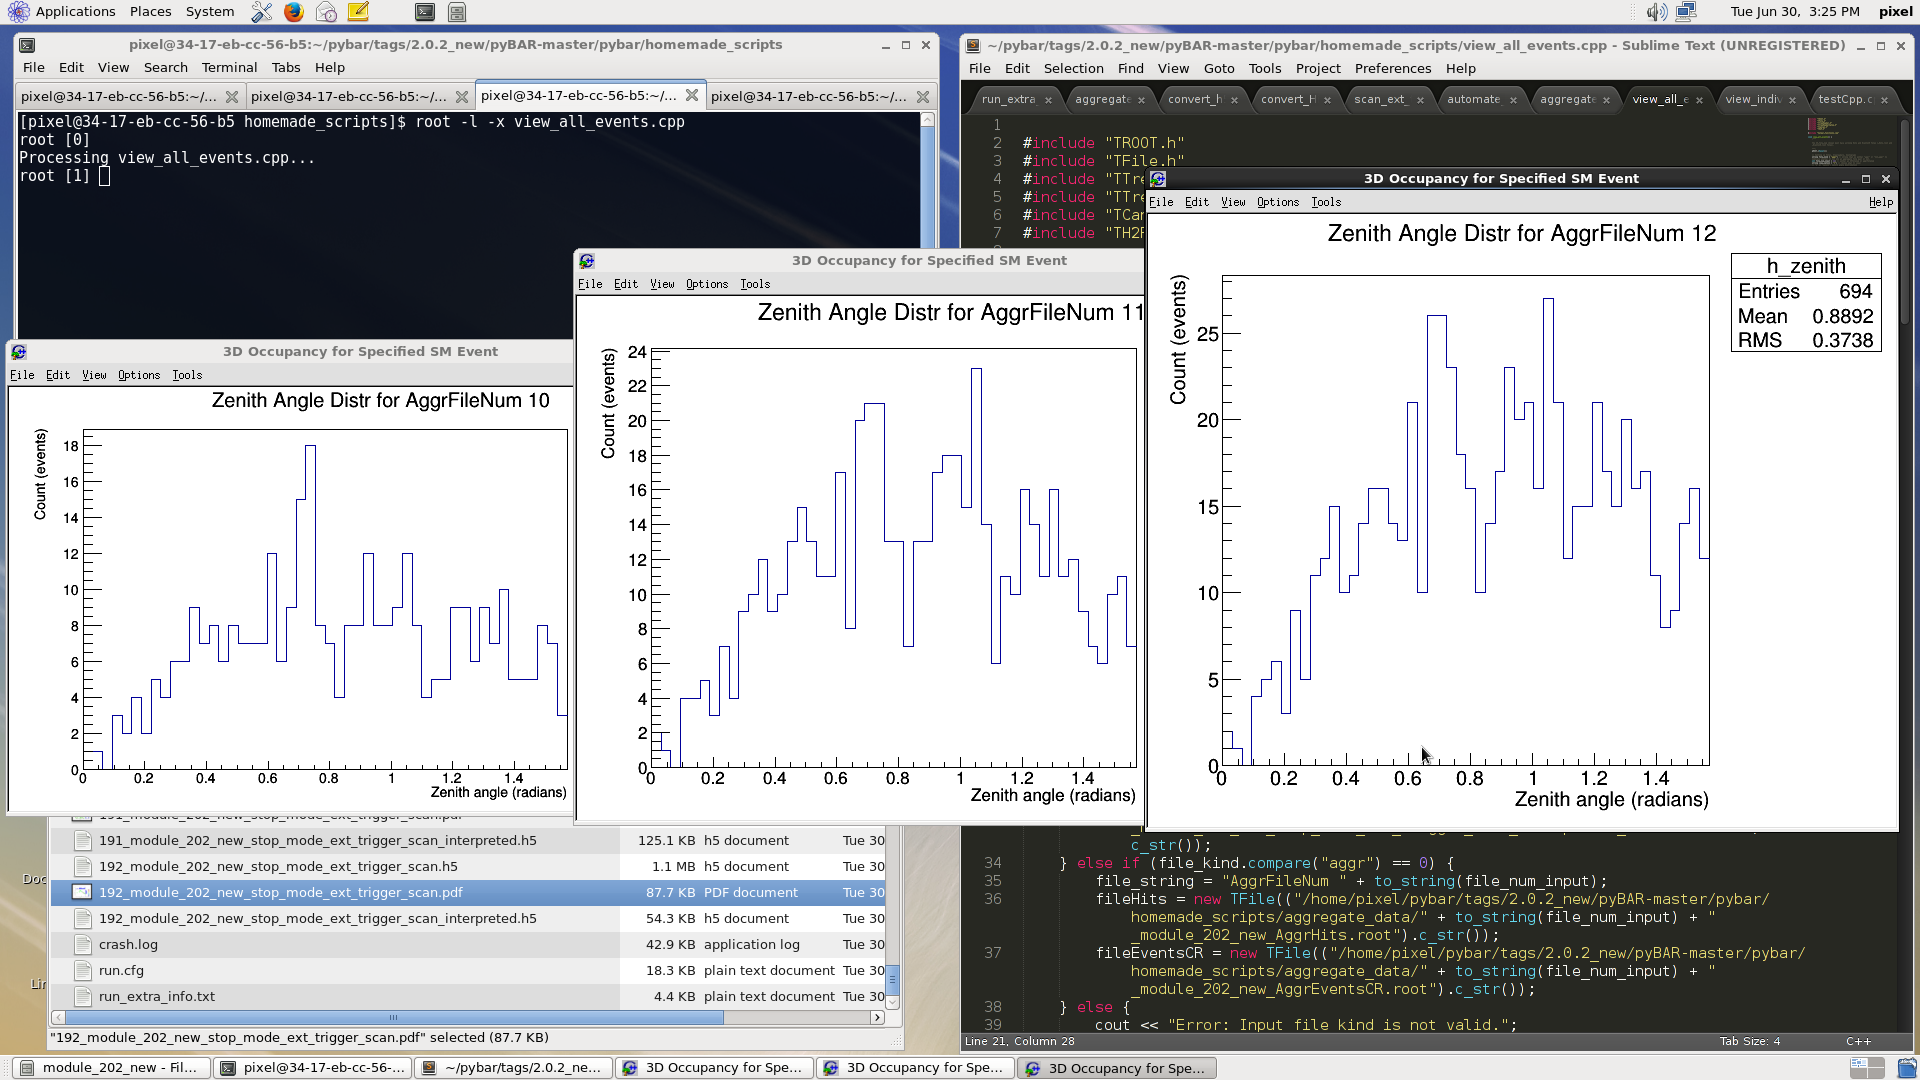 Applications Places System
Tue Jun 30, 3:25 PM pixel
pixel@34-17-eb-cc-56-b5:~/pybar/tags/2.0.2_new/pyBAR-master/pybar/homemade_scripts
File Edit View Search Terminal Tabs Help
pixel@34-17-eb-cc-56-b5:~/... pixel@34-17-eb-cc-56-b5:~/... pixel@34-17-eb-cc-56-b5:~/... pixel@34-17-eb-cc-56-b5:~/...
[pixel@34-17-eb-cc-56-b5 homemade_scripts]$ root -l -x view_all_events.cpp
root [0]
Processing view_all_events.cpp...
root [1]
~/pybar/tags/2.0.2_new/pyBAR-master/pybar/homemade_scripts/view_all_events.cpp - Sublime Text (UNREGISTERED)
File Edit Selection Find View Goto Tools Project Preferences Help
run_extra_ aggregate convert_h convert_H scan_ext_ automate_ aggregate view_all_e view_indiv testCpp.c
1
2 #include "TROOT.h"
3 #include "TFile.h"
4 #include "TTre
5 #include "TTre
6 #include "TCan
7 #include "TH2F
3D Occupancy for Specified SM Event
File Edit View Options Tools
Zenith Angle Distr for AggrFileNum 10
Count (events)
18
16
14
12
10
8
6
4
2
0
0 0.2 0.4 0.6 0.8 1 1.2 1.4
Zenith angle (radians)
3D Occupancy for Specified SM Event
File Edit View Options Tools
Zenith Angle Distr for AggrFileNum 11
Count (events)
24
22
20
18
16
14
12
10
8
6
4
2
0
0 0.2 0.4 0.6 0.8 1 1.2 1.4
Zenith angle (radians)
3D Occupancy for Specified SM Event
File Edit View Options Tools Help
Zenith Angle Distr for AggrFileNum 12
h_zenith
Entries 694
Mean 0.8892
RMS 0.3738
Count (events)
25
20
15
10
5
0
0 0.2 0.4 0.6 0.8 1 1.2 1.4
Zenith angle (radians)
191_module_202_new_stop_mode_ext_trigger_scan_interpreted.h5 125.1 KB h5 document Tue 30
192_module_202_new_stop_mode_ext_trigger_scan.h5 1.1 MB h5 document Tue 30
192_module_202_new_stop_mode_ext_trigger_scan.pdf 87.7 KB PDF document Tue 30
192_module_202_new_stop_mode_ext_trigger_scan_interpreted.h5 54.3 KB h5 document Tue 30
crash.log 42.9 KB application log Tue 30
run.cfg 18.3 KB plain text document Tue 30
run_extra_info.txt 4.4 KB plain text document Tue 30
"192_module_202_new_stop_mode_ext_trigger_scan.pdf" selected (87.7 KB)
Doc
Lin
c_str());
34 } else if (file_kind.compare("aggr") == 0) {
35 file_string = "AggrFileNum " + to_string(file_num_input);
36 fileHits = new TFile(("/home/pixel/pybar/tags/2.0.2_new/pyBAR-master/pybar/
homemade_scripts/aggregate_data/" + to_string(file_num_input) + "
_module_202_new_AggrHits.root").c_str());
37 fileEventsCR = new TFile(("/home/pixel/pybar/tags/2.0.2_new/pyBAR-master/pybar/
homemade_scripts/aggregate_data/" + to_string(file_num_input) + "
_module_202_new_AggrEventsCR.root").c_str());
38 } else {
39 cout << "Error: Input file kind is not valid.";
Line 21, Column 28 Tab Size: 4 C++
module_202_new - Fil... pixel@34-17-eb-cc-56-... ~/pybar/tags/2.0.2_ne... 3D Occupancy for Spe... 3D Occupancy for Spe... 3D Occupancy for Spe...